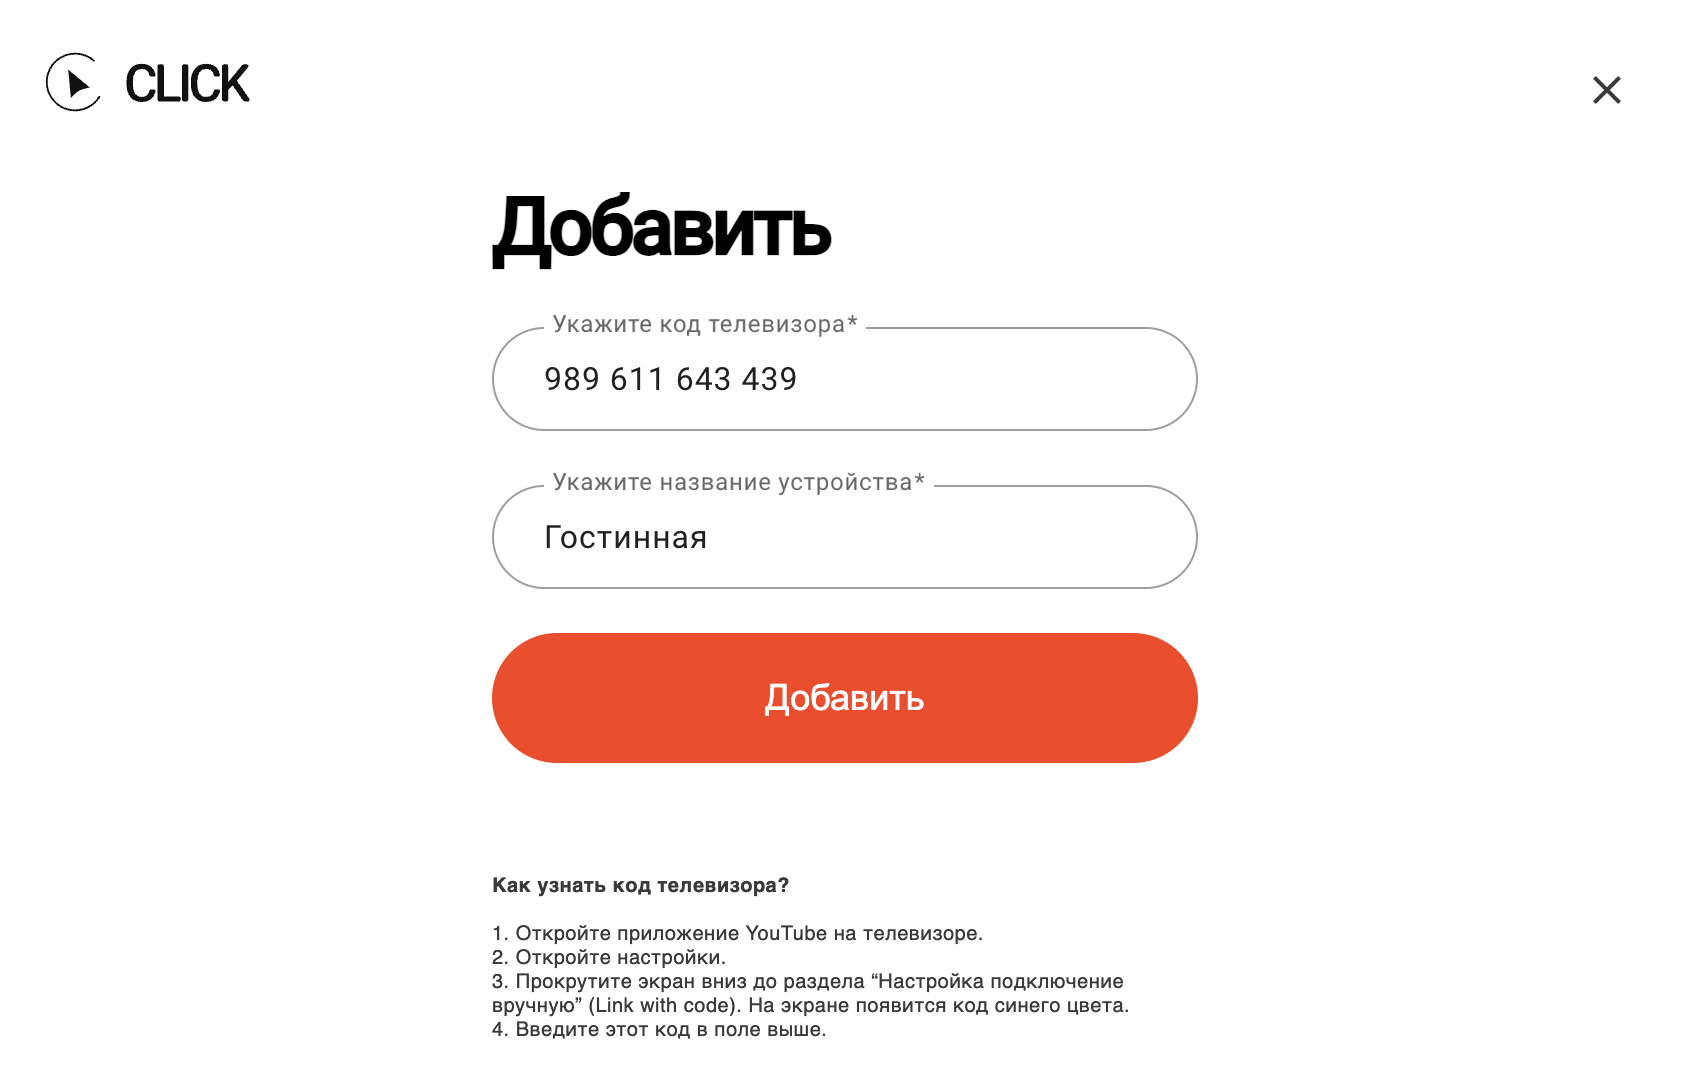 CLICK
Добавить
Укажите код телевизора*
989 611 643 439
Укажите название устройства*
Гостинная
Добавить
Как узнать код телевизора?
1. Откройте приложение YouTube на телевизоре.
2. Откройте настройки.
3. Прокрутите экран вниз до раздела “Настройка подключение
вручную” (Link with code). На экране появится код синего цвета.
4. Введите этот код в поле выше.